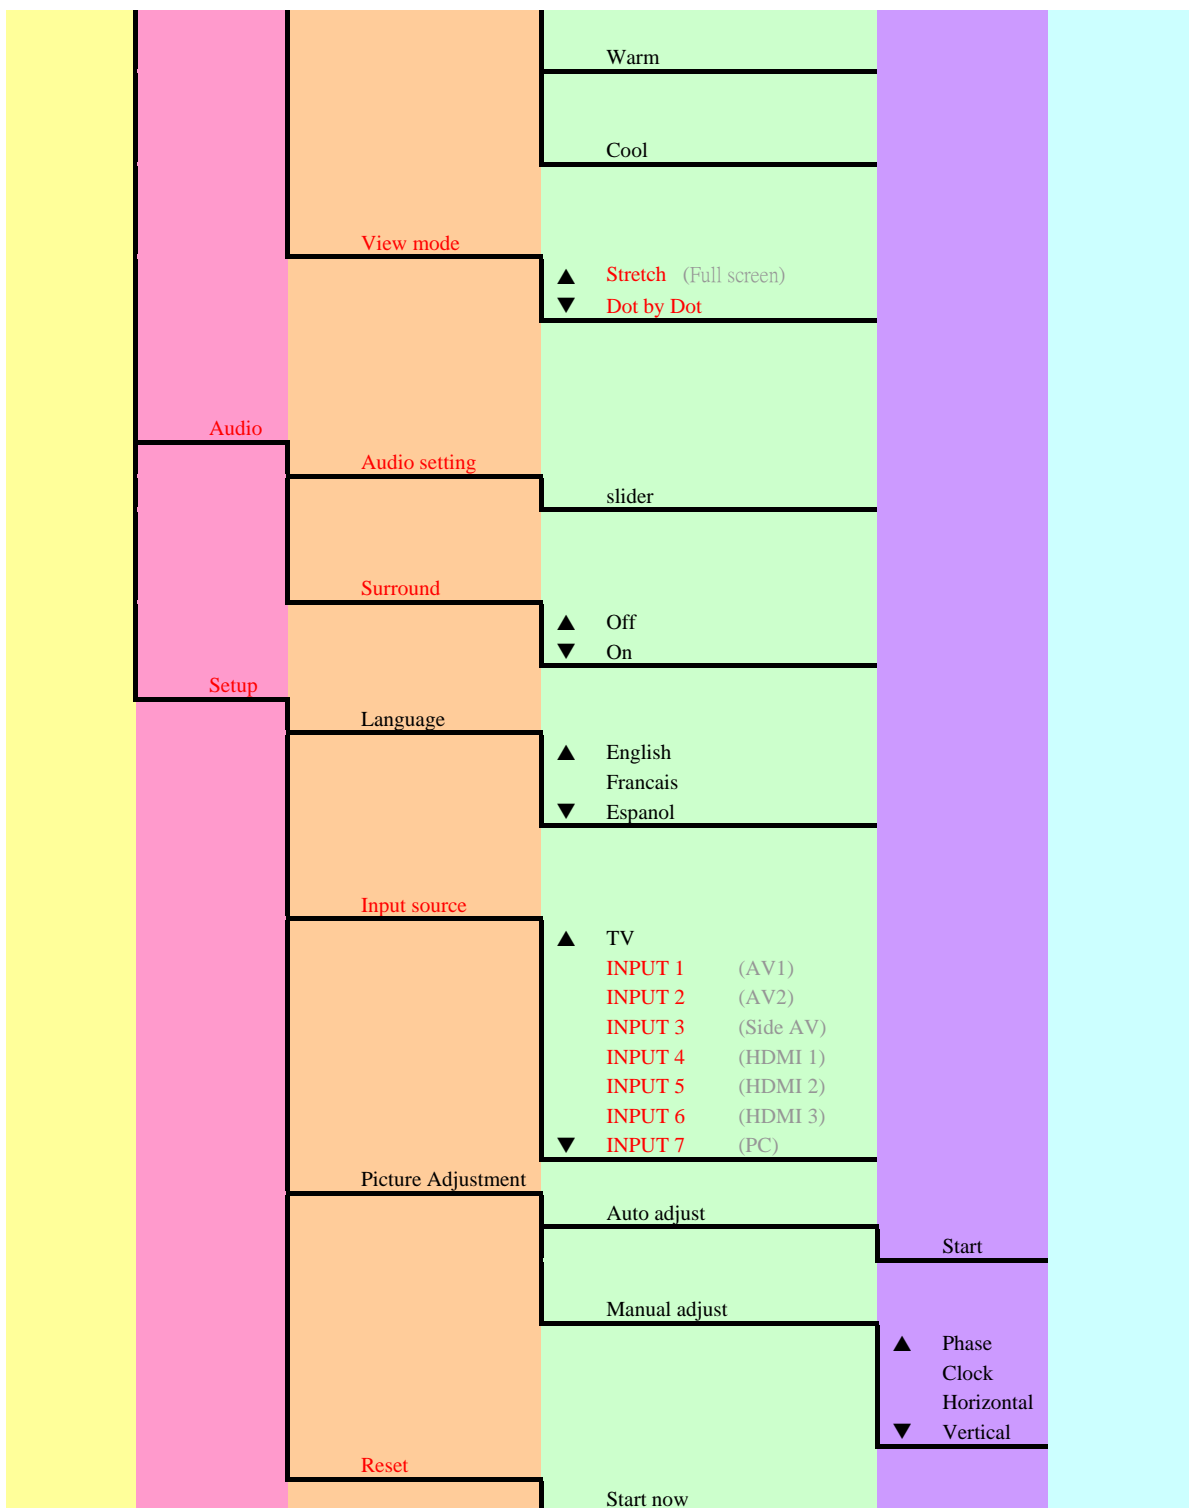 Warm
Cool
View mode
▲ Stretch (Full screen)
▼ Dot by Dot
Audio
Audio setting
slider
Surround
▲ Off
▼ On
Setup
Language
▲ English
Francais
▼ Espanol
Input source
▲ TV
INPUT 1 (AV1)
INPUT 2 (AV2)
INPUT 3 (Side AV)
INPUT 4 (HDMI 1)
INPUT 5 (HDMI 2)
INPUT 6 (HDMI 3)
▼ INPUT 7 (PC)
Picture Adjustment
Auto adjust
Start
Manual adjust
▲ Phase
Clock
Horizontal
▼ Vertical
Reset
Start now